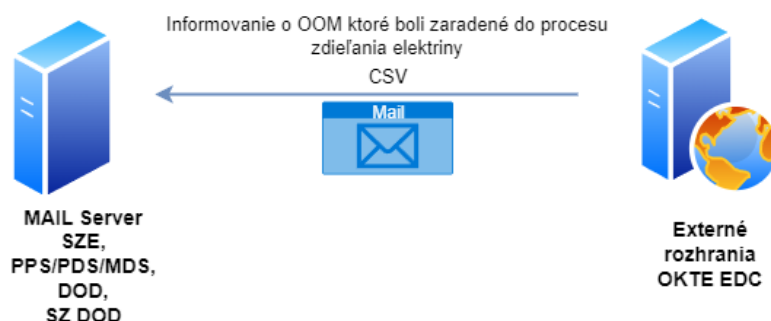 Informovanie o OOM ktoré boli zaradené do procesu
zdieľania elektriny
CSV
Mail
MAIL Server
SZE,
PPS/PDS/MDS,
DOD,
SZ DOD
Externé
rozhrania
OKTE EDC